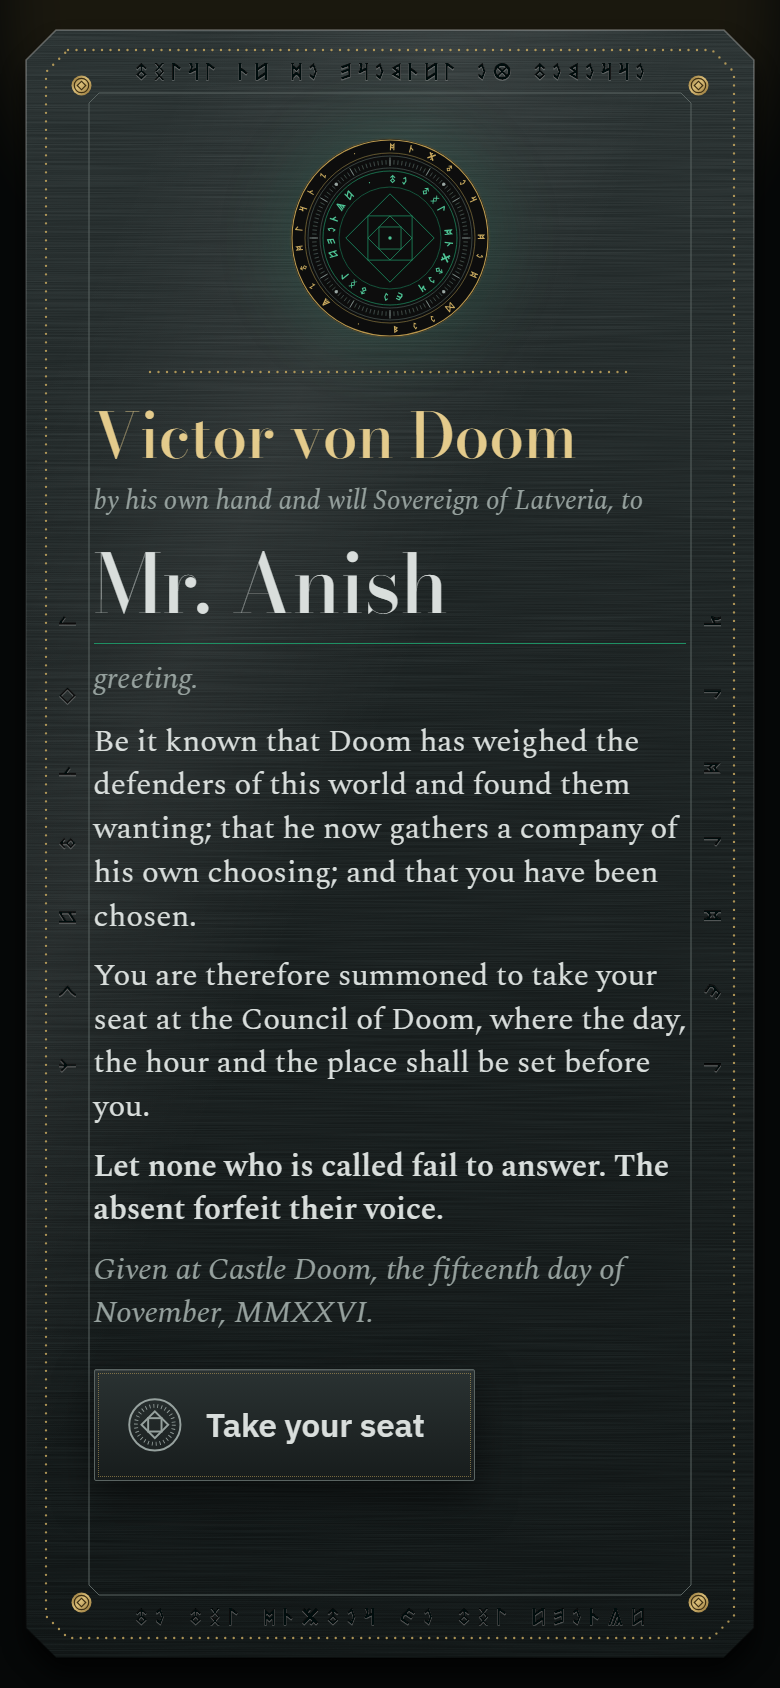 Victor von Doom
by his own hand and will Sovereign of Latveria, to
Mr. Anish
greeting.
Be it known that Doom has weighed the
defenders of this world and found them
wanting; that he now gathers a company of
his own choosing; and that you have been
chosen.
You are therefore summoned to take your
seat at the Council of Doom, where the day,
the hour and the place shall be set before
you.
Let none who is called fail to answer. The
absent forfeit their voice.
Given at Castle Doom, the fifteenth day of
November, MMXXVI.
Take your seat